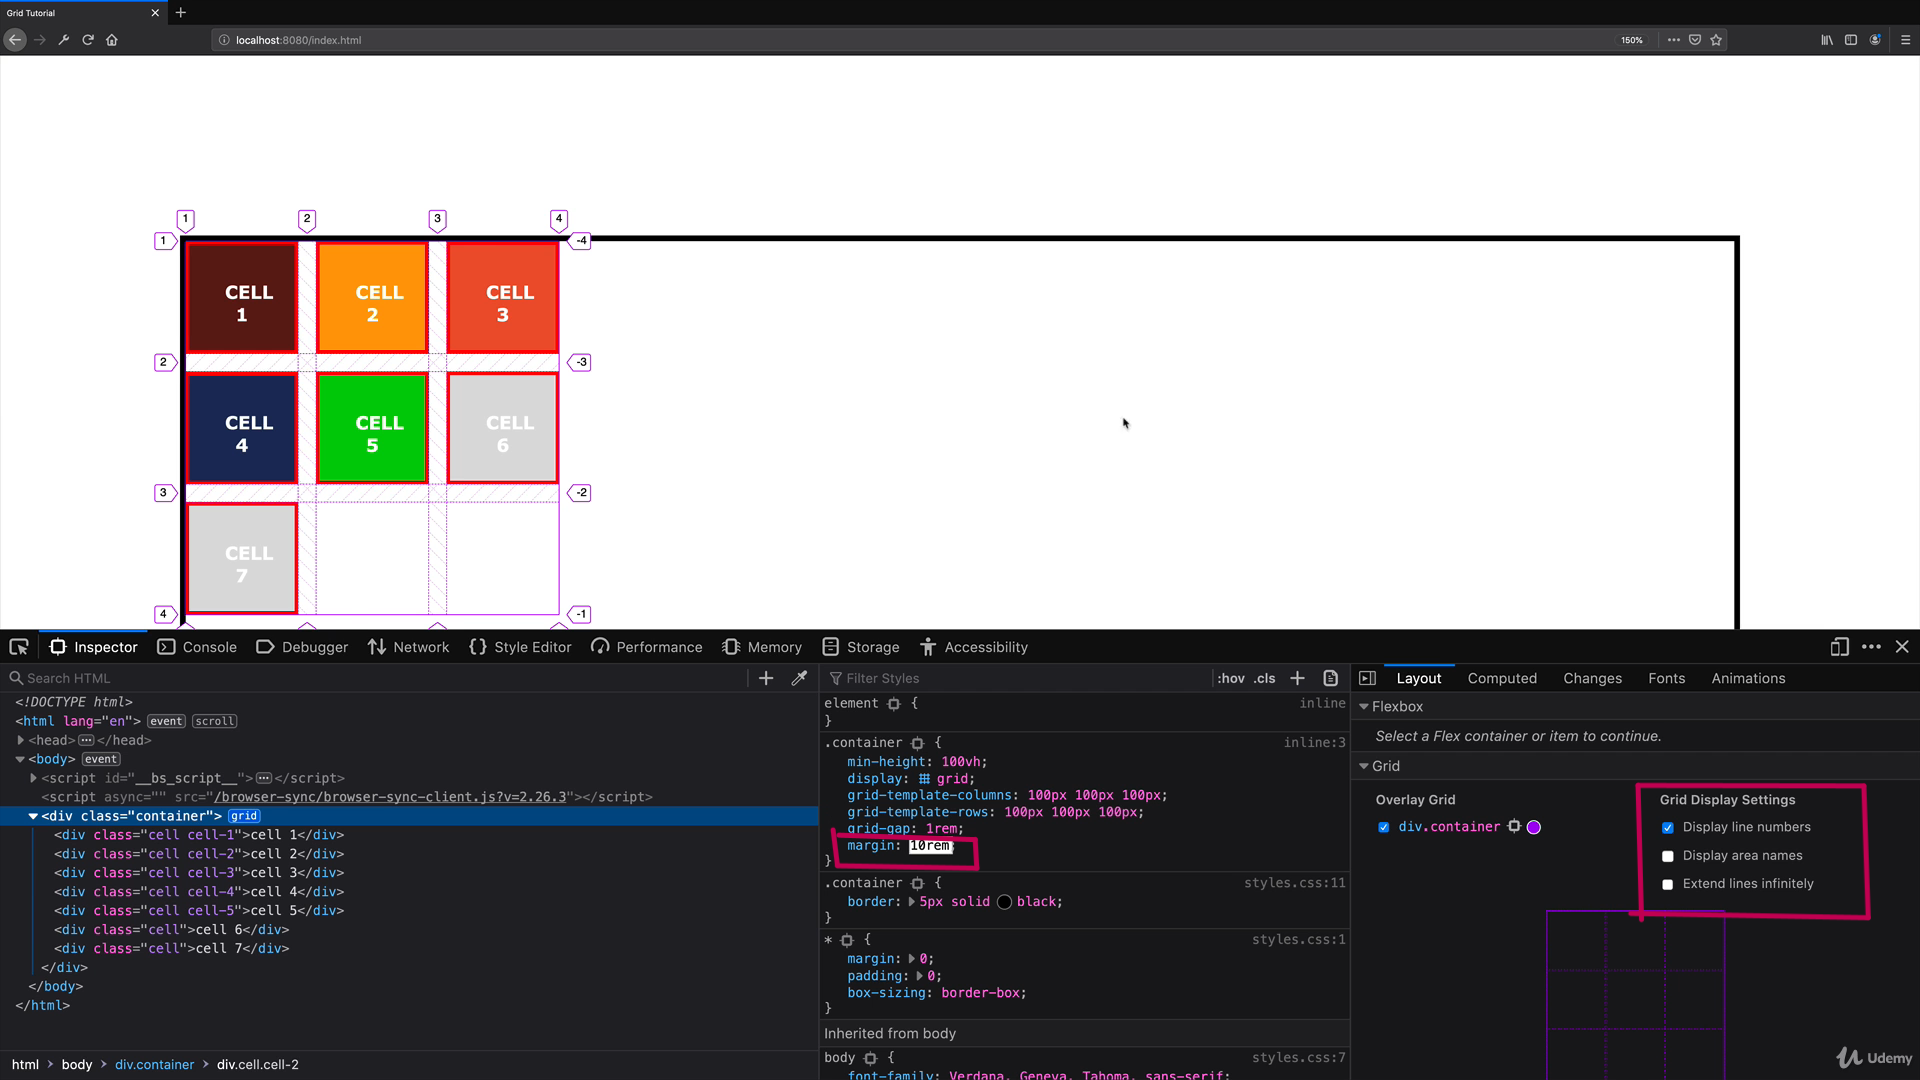 Grid Tutorial
localhost:8080/index.html
150%
1 2 3 4
1 -4
CELL 1
CELL 2
CELL 3
2 -3
CELL 4
CELL 5
CELL 6
3 -2
CELL 7
4 -1
Inspector Console Debugger Network Style Editor Performance Memory Storage Accessibility
Search HTML
<!DOCTYPE html>
<html lang="en"> event scroll
<head> ••• </head>
<body> event
<script id="__bs_script__"> ••• </script>
<script async="" src="/browser-sync/browser-sync-client.js?v=2.26.3"></script>
<div class="container"> grid
<div class="cell cell-1">cell 1</div>
<div class="cell cell-2">cell 2</div>
<div class="cell cell-3">cell 3</div>
<div class="cell cell-4">cell 4</div>
<div class="cell cell-5">cell 5</div>
<div class="cell">cell 6</div>
<div class="cell">cell 7</div>
</div>
</body>
</html>
html > body > div.container > div.cell.cell-2
Filter Styles :hov .cls
element { inline
}
.container { inline:3
min-height: 100vh;
display: grid;
grid-template-columns: 100px 100px 100px;
grid-template-rows: 100px 100px 100px;
grid-gap: 1rem;
margin: 10rem;
}
.container { styles.css:11
border: 5px solid black;
}
* { styles.css:1
margin: 0;
padding: 0;
box-sizing: border-box;
}
Inherited from body
body { styles.css:7
font-family: Verdana, Geneva, Tahoma, sans-serif;
Layout Computed Changes Fonts Animations
Flexbox
Select a Flex container or item to continue.
Grid
Overlay Grid
div.container
Grid Display Settings
Display line numbers
Display area names
Extend lines infinitely
Udemy